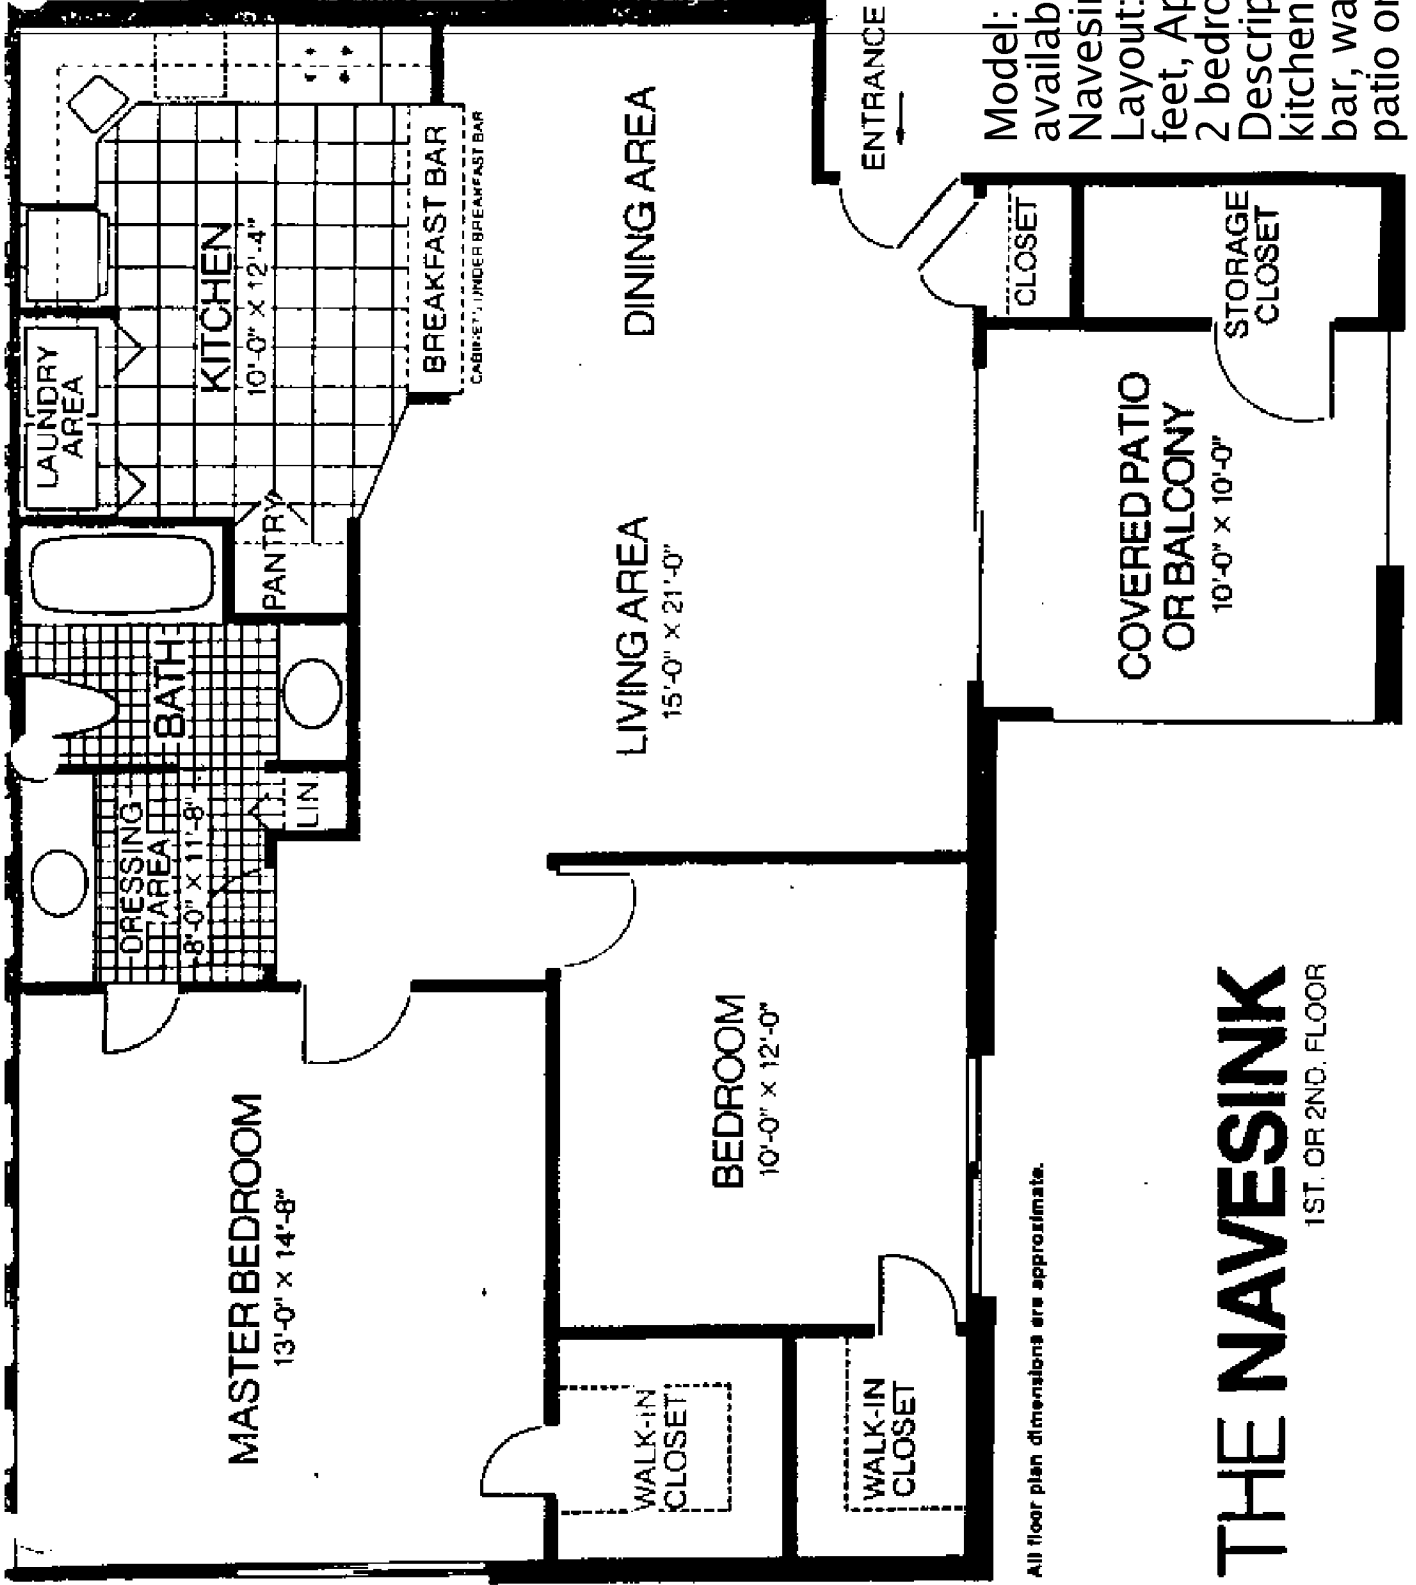 MASTER BEDROOM
13'-0" × 14'-8"
DRESSING
AREA
8'-0" × 11'-8"
BATH
LIN
PANTRY
LAUNDRY
AREA
KITCHEN
10'-0" × 12'-4"
BREAKFAST BAR
CABINETS UNDER BREAKFAST BAR
WALK-IN
CLOSET
WALK-IN
CLOSET
BEDROOM
10'-0" × 12'-0"
LIVING AREA
15'-0" × 21'-0"
DINING AREA
ENTRANCE
CLOSET
STORAGE
CLOSET
COVERED PATIO
OR BALCONY
10'-0" × 10'-0"
All floor plan dimensions are approximate.
THE NAVESINK
1ST. OR 2ND. FLOOR
Model:
availab
Navesi
Layout:
feet, Ap
2 bedro
Descrip
kitchen
bar, wa
patio or